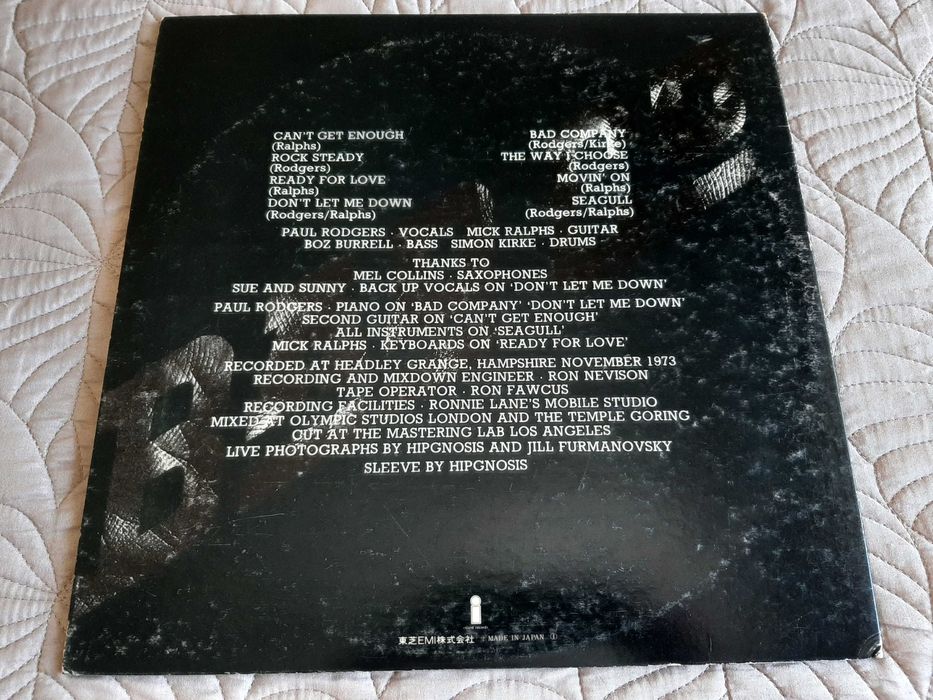 CAN'T GET ENOUGH
(Ralphs)
ROCK STEADY
(Rodgers)
READY FOR LOVE
(Ralphs)
DON'T LET ME DOWN
(Rodgers/Ralphs)
BAD COMPANY
(Rodgers/Kirke)
THE WAY I CHOOSE
(Rodgers)
MOVIN' ON
(Ralphs)
SEAGULL
(Rodgers/Ralphs)
PAUL RODGERS · VOCALS MICK RALPHS · GUITAR
BOZ BURRELL · BASS SIMON KIRKE · DRUMS
THANKS TO
MEL COLLINS · SAXOPHONES
SUE AND SUNNY · BACK UP VOCALS ON 'DON'T LET ME DOWN'
PAUL RODGERS · PIANO ON 'BAD COMPANY' 'DON'T LET ME DOWN'
SECOND GUITAR ON 'CAN'T GET ENOUGH'
ALL INSTRUMENTS ON 'SEAGULL'
MICK RALPHS · KEYBOARDS ON 'READY FOR LOVE'
RECORDED AT HEADLEY GRANGE, HAMPSHIRE NOVEMBER 1973
RECORDING AND MIXDOWN ENGINEER · RON NEVISON
TAPE OPERATOR · RON FAWCUS
RECORDING FACILITIES · RONNIE LANE'S MOBILE STUDIO
MIXED AT OLYMPIC STUDIOS LONDON AND THE TEMPLE GORING
CUT AT THE MASTERING LAB LOS ANGELES
LIVE PHOTOGRAPHS BY HIPGNOSIS AND JILL FURMANOVSKY
SLEEVE BY HIPGNOSIS
東芝EMI株式会社 MADE IN JAPAN